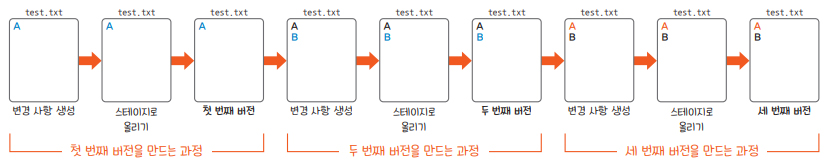 test.txt test.txt test.txt test.txt test.txt test.txt test.txt test.txt test.txt
A A A A A A A A A
B B B B B B
변경 사항 생성 스테이지로 첫 번째 버전 변경 사항 생성 스테이지로 두 번째 버전 변경 사항 생성 스테이지로 세 번째 버전
올리기 올리기 올리기
첫 번째 버전을 만드는 과정 두 번째 버전을 만드는 과정 세 번째 버전을 만드는 과정